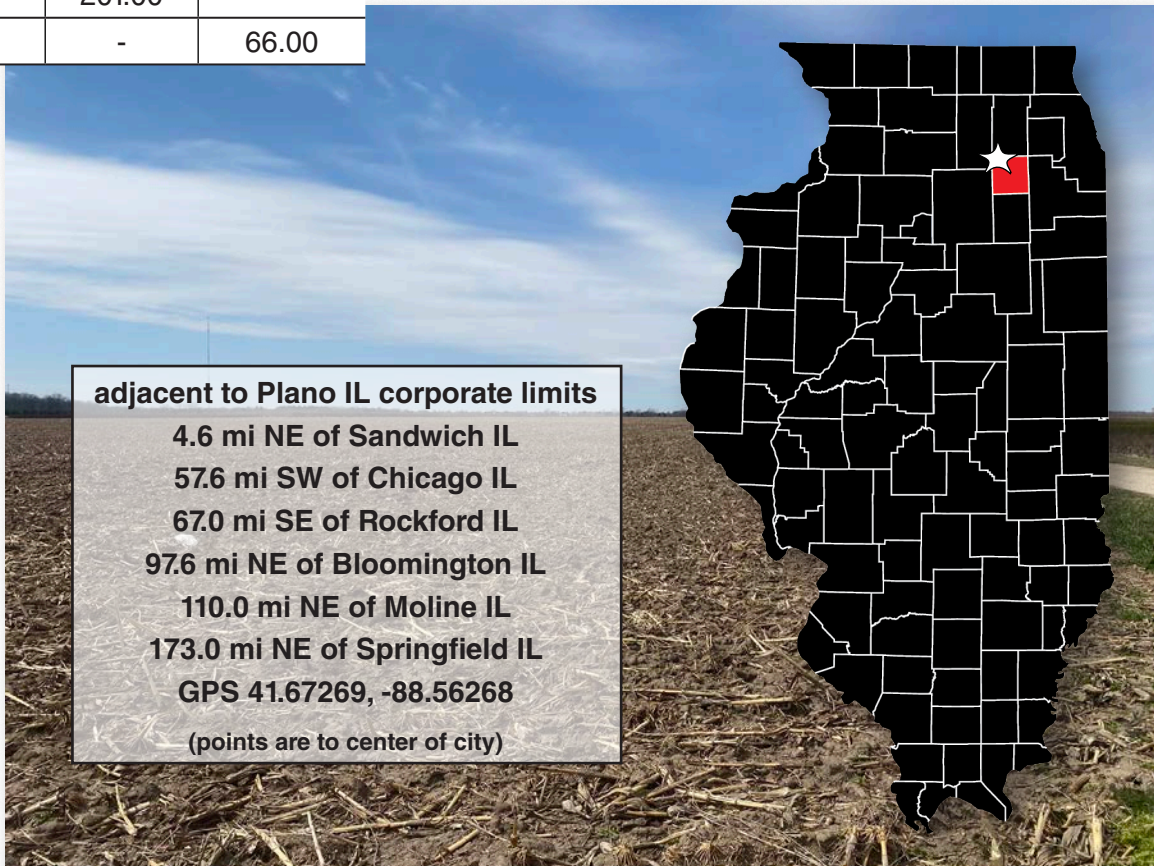 - 66.00
adjacent to Plano IL corporate limits
4.6 mi NE of Sandwich IL
57.6 mi SW of Chicago IL
67.0 mi SE of Rockford IL
97.6 mi NE of Bloomington IL
110.0 mi NE of Moline IL
173.0 mi NE of Springfield IL
GPS 41.67269, -88.56268
(points are to center of city)